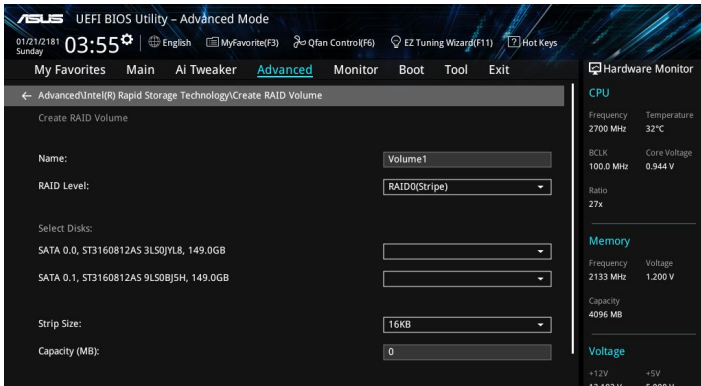 ASUS UEFI BIOS Utility – Advanced Mode
01/21/2181 Sunday 03:55 English MyFavorite(F3) Qfan Control(F6) EZ Tuning Wizard(F11) ? Hot Keys
My Favorites Main Ai Tweaker Advanced Monitor Boot Tool Exit
← Advanced\Intel(R) Rapid Storage Technology\Create RAID Volume
Create RAID Volume
Name: Volume1
RAID Level: RAID0(Stripe)
Select Disks:
SATA 0.0, ST3160812AS 3LS0JYL8, 149.0GB
SATA 0.1, ST3160812AS 9LS0BJ5H, 149.0GB
Strip Size: 16KB
Capacity (MB): 0
Hardware Monitor
CPU
Frequency Temperature
2700 MHz 32°C
BCLK Core Voltage
100.0 MHz 0.944 V
Ratio
27x
Memory
Frequency Voltage
2133 MHz 1.200 V
Capacity
4096 MB
Voltage
+12V +5V